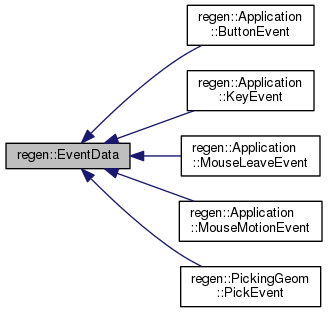 regen::Application
::ButtonEvent
regen::Application
::KeyEvent
regen::EventData
regen::Application
::MouseLeaveEvent
regen::Application
::MouseMotionEvent
regen::PickingGeom
::PickEvent